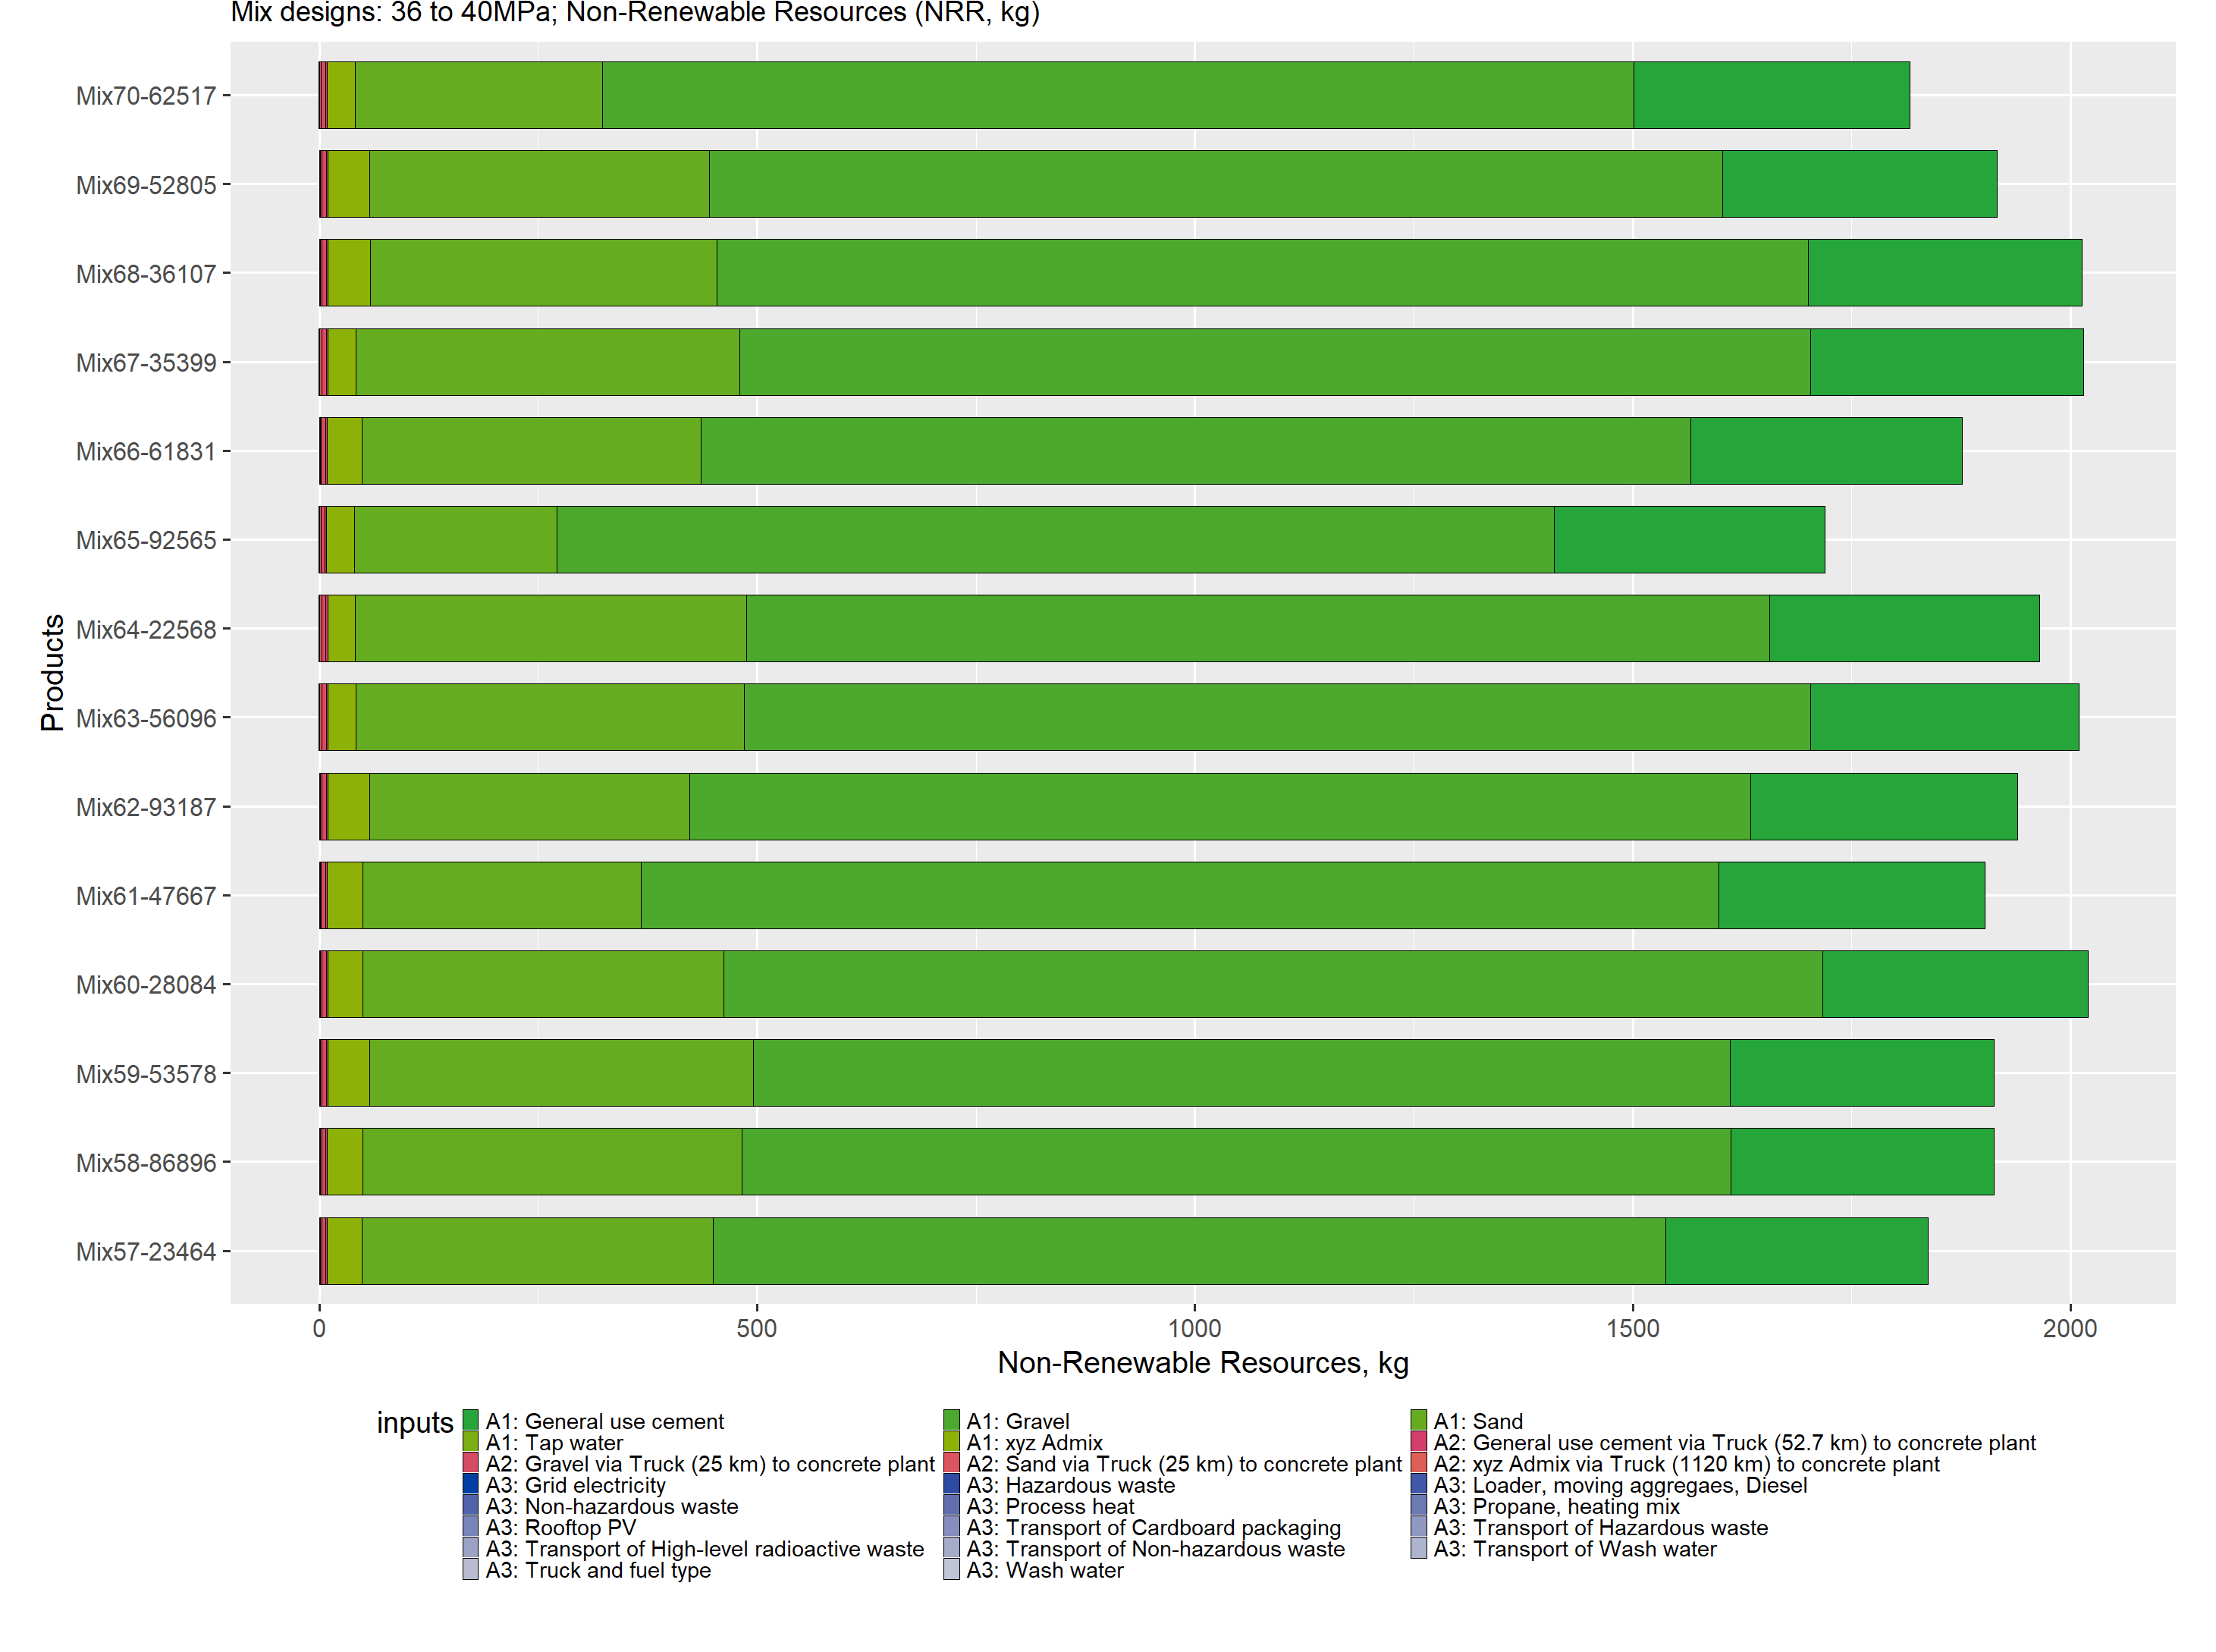 Mix designs: 36 to 40MPa; Non-Renewable Resources (NRR, kg)
Mix70-62517
Mix69-52805
Mix68-36107
Mix67-35399
Mix66-61831
Mix65-92565
Mix64-22568
Mix63-56096
Mix62-93187
Mix61-47667
Mix60-28084
Mix59-53578
Mix58-86896
Mix57-23464
Products
0 500 1000 1500 2000
Non-Renewable Resources, kg
inputs
A1: General use cement A1: Gravel A1: Sand
A1: Tap water A1: xyz Admix A2: General use cement via Truck (52.7 km) to concrete plant
A2: Gravel via Truck (25 km) to concrete plant A2: Sand via Truck (25 km) to concrete plant A2: xyz Admix via Truck (1120 km) to concrete plant
A3: Grid electricity A3: Hazardous waste A3: Loader, moving aggregaes, Diesel
A3: Non-hazardous waste A3: Process heat A3: Propane, heating mix
A3: Rooftop PV A3: Transport of Cardboard packaging A3: Transport of Hazardous waste
A3: Transport of High-level radioactive waste A3: Transport of Non-hazardous waste A3: Transport of Wash water
A3: Truck and fuel type A3: Wash water